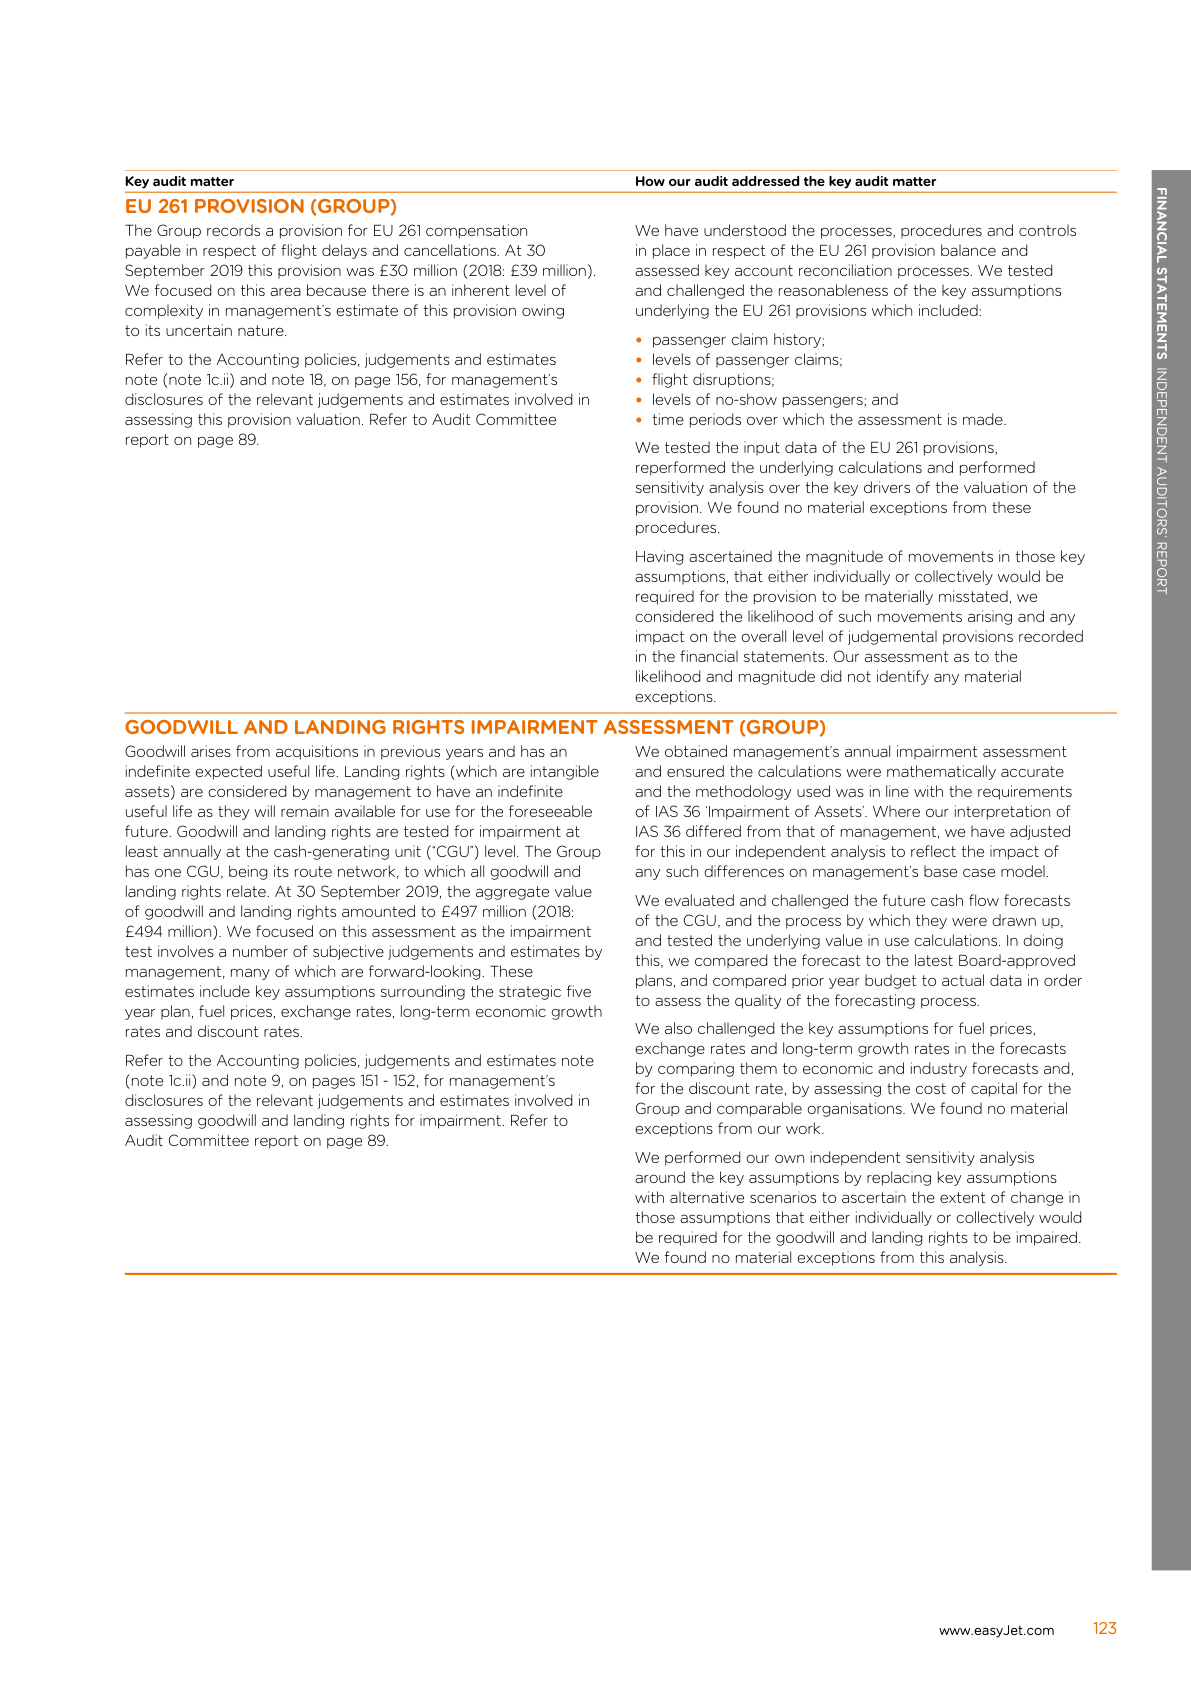 Key audit matter
How our audit addressed the key audit matter
EU 261 PROVISION (GROUP)
The Group records a provision for EU 261 compensation
payable in respect of flight delays and cancellations. At 30
September 2019 this provision was £30 million (2018: £39 million).
We focused on this area because there is an inherent level of
complexity in management's estimate of this provision owing
to its uncertain nature.
Refer to the Accounting policies, judgements and estimates
note (note 1c.ii) and note 18, on page 156, for management's
disclosures of the relevant judgements and estimates involved in
assessing this provision valuation. Refer to Audit Committee
report on page 89.
We have understood the processes, procedures and controls
in place in respect of the EU 261 provision balance and
assessed key account reconciliation processes. We tested
and challenged the reasonableness of the key assumptions
underlying the EU 261 provisions which included:
• passenger claim history;
• levels of passenger claims;
• flight disruptions;
• levels of no-show passengers; and
• time periods over which the assessment is made.
We tested the input data of the EU 261 provisions,
reperformed the underlying calculations and performed
sensitivity analysis over the key drivers of the valuation of the
provision. We found no material exceptions from these
procedures.
Having ascertained the magnitude of movements in those key
assumptions, that either individually or collectively would be
required for the provision to be materially misstated, we
considered the likelihood of such movements arising and any
impact on the overall level of judgemental provisions recorded
in the financial statements. Our assessment as to the
likelihood and magnitude did not identify any material
exceptions.
GOODWILL AND LANDING RIGHTS IMPAIRMENT ASSESSMENT (GROUP)
Goodwill arises from acquisitions in previous years and has an
indefinite expected useful life. Landing rights (which are intangible
assets) are considered by management to have an indefinite
useful life as they will remain available for use for the foreseeable
future. Goodwill and landing rights are tested for impairment at
least annually at the cash-generating unit ("CGU") level. The Group
has one CGU, being its route network, to which all goodwill and
landing rights relate. At 30 September 2019, the aggregate value
of goodwill and landing rights amounted to £497 million (2018:
£494 million). We focused on this assessment as the impairment
test involves a number of subjective judgements and estimates by
management, many of which are forward-looking. These
estimates include key assumptions surrounding the strategic five
year plan, fuel prices, exchange rates, long-term economic growth
rates and discount rates.
Refer to the Accounting policies, judgements and estimates note
(note 1c.ii) and note 9, on pages 151 - 152, for management's
disclosures of the relevant judgements and estimates involved in
assessing goodwill and landing rights for impairment. Refer to
Audit Committee report on page 89.
We obtained management's annual impairment assessment
and ensured the calculations were mathematically accurate
and the methodology used was in line with the requirements
of IAS 36 'Impairment of Assets'. Where our interpretation of
IAS 36 differed from that of management, we have adjusted
for this in our independent analysis to reflect the impact of
any such differences on management's base case model.
We evaluated and challenged the future cash flow forecasts
of the CGU, and the process by which they were drawn up,
and tested the underlying value in use calculations. In doing
this, we compared the forecast to the latest Board-approved
plans, and compared prior year budget to actual data in order
to assess the quality of the forecasting process.
We also challenged the key assumptions for fuel prices,
exchange rates and long-term growth rates in the forecasts
by comparing them to economic and industry forecasts and,
for the discount rate, by assessing the cost of capital for the
Group and comparable organisations. We found no material
exceptions from our work.
We performed our own independent sensitivity analysis
around the key assumptions by replacing key assumptions
with alternative scenarios to ascertain the extent of change in
those assumptions that either individually or collectively would
be required for the goodwill and landing rights to be impaired.
We found no material exceptions from this analysis.
FINANCIAL STATEMENTS INDEPENDENT AUDITORS' REPORT
www.easyJet.com 123